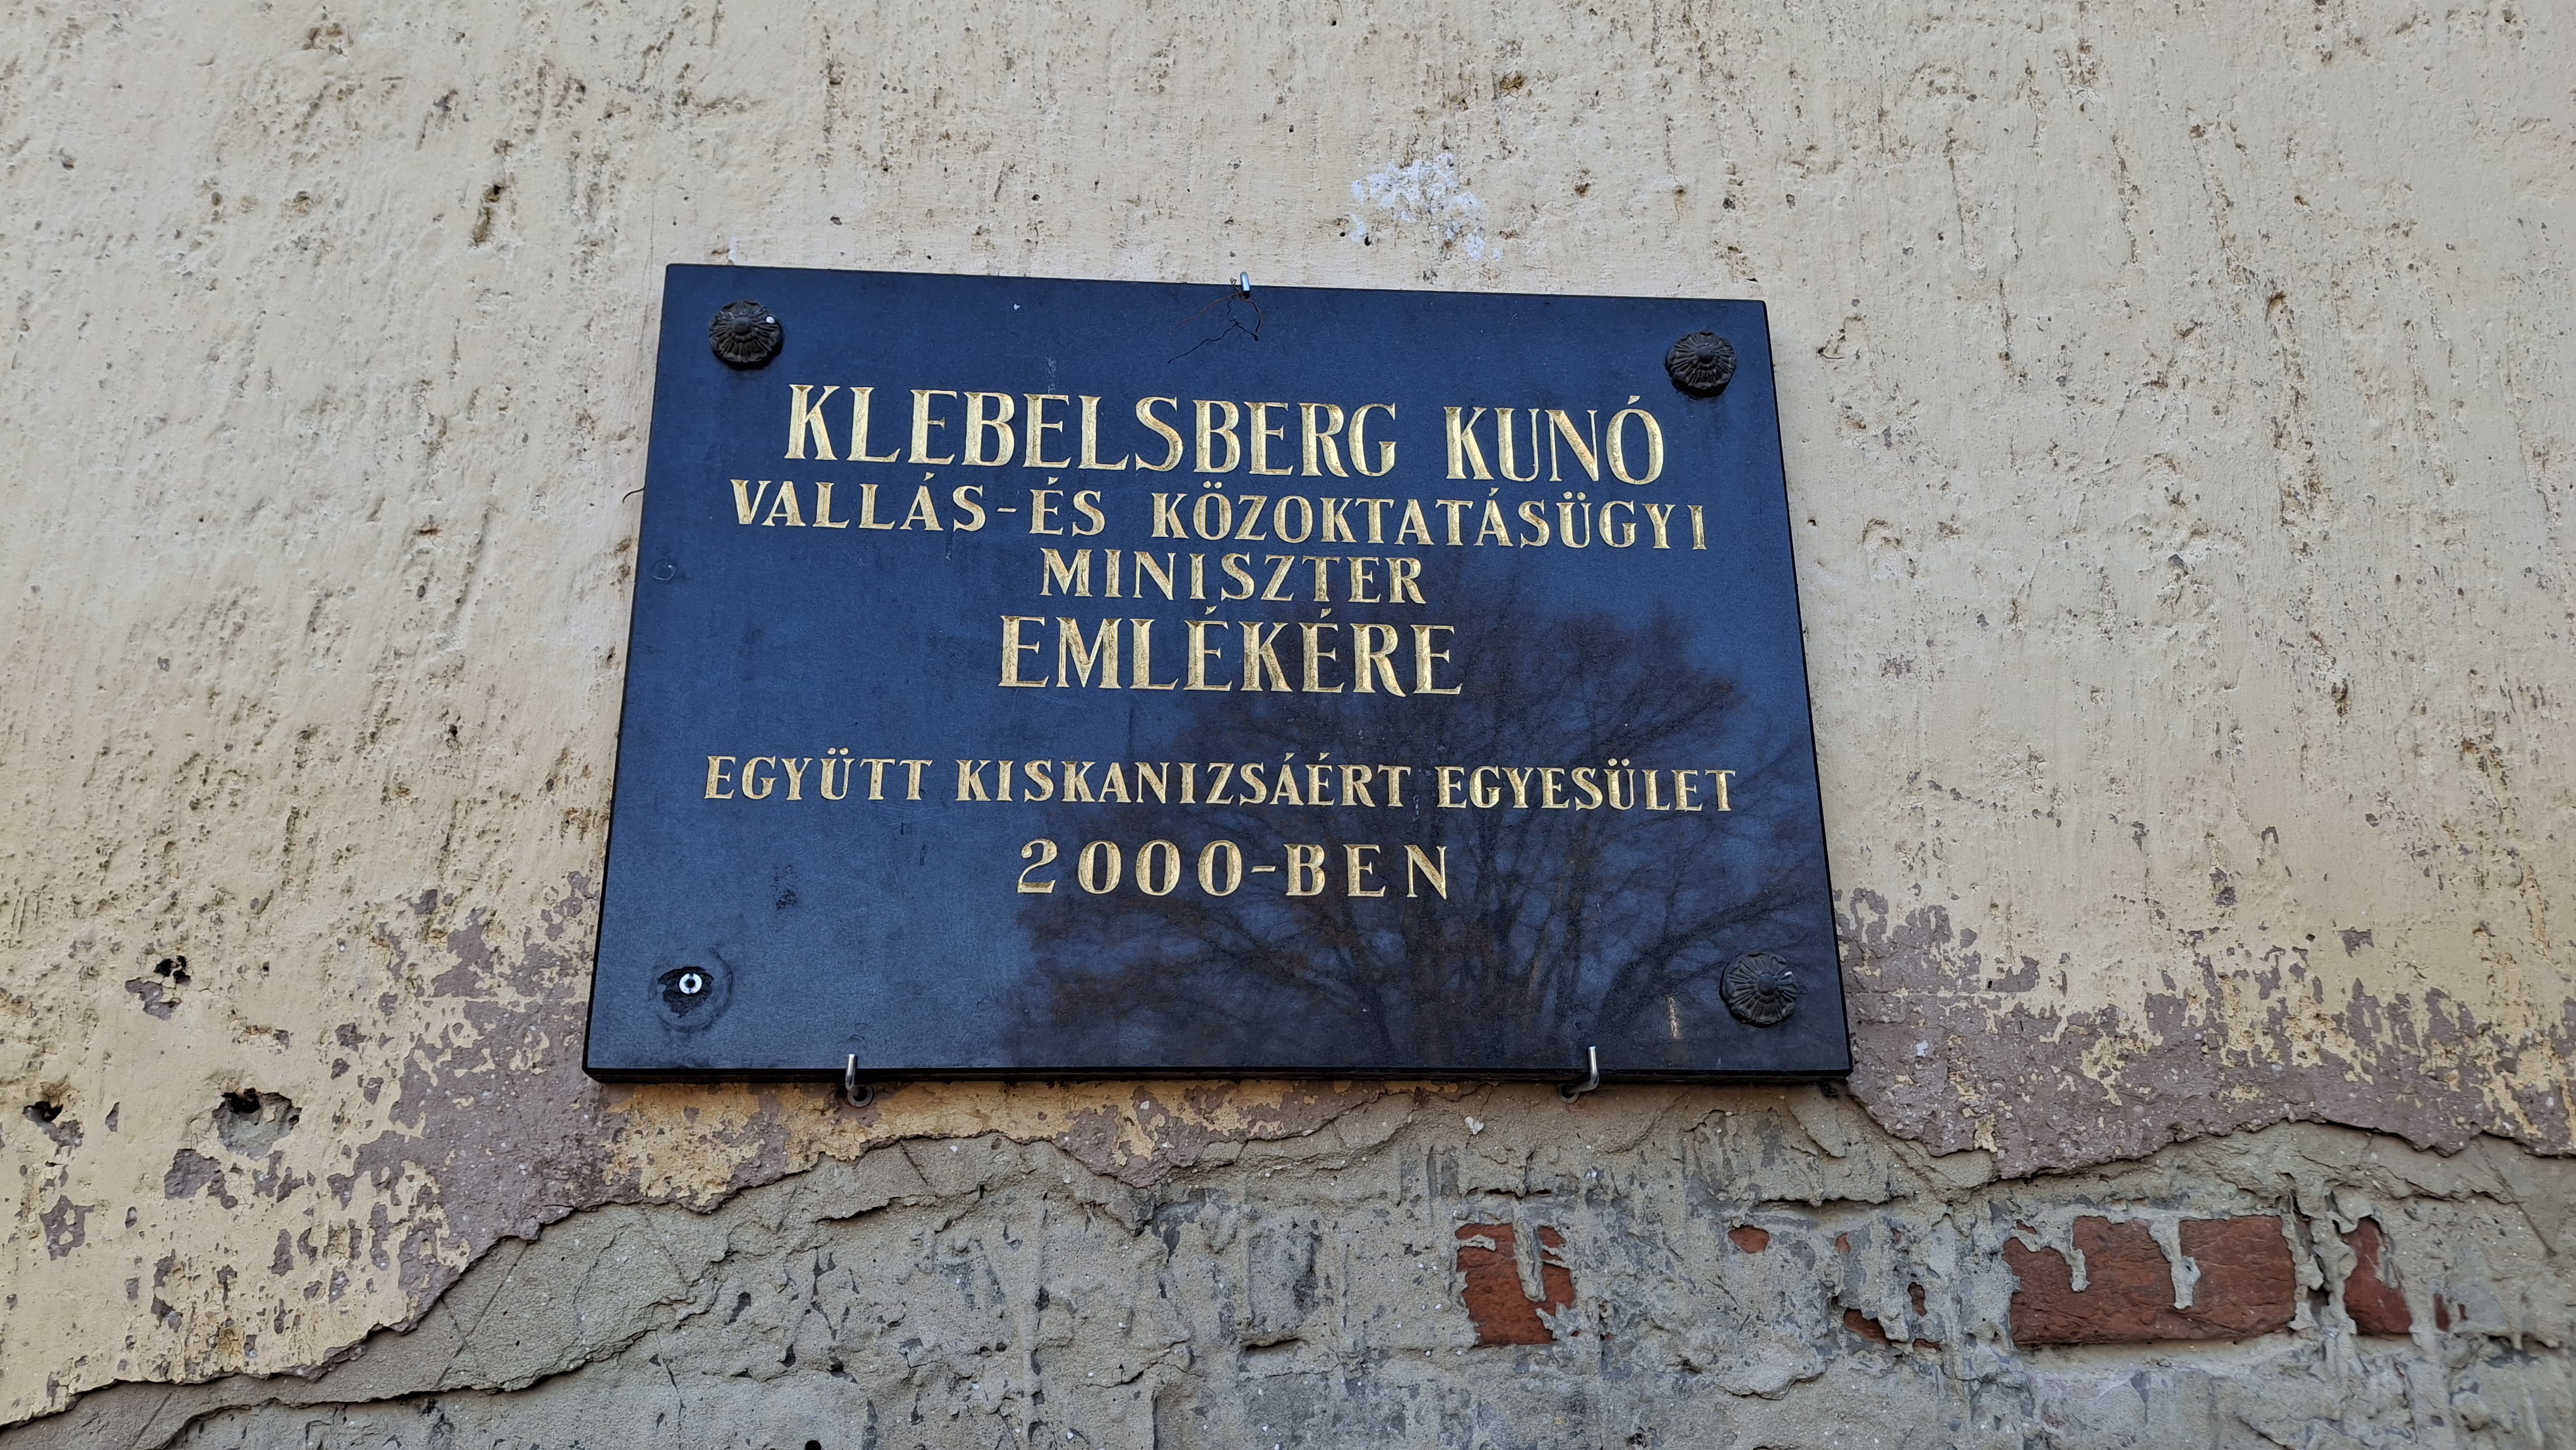 KLEBELSBERG KUNÓ
VALLÁS-ÉS KÖZOKTATÁSÜGYI
MINISZTER
EMLÉKÉRE
EGYÜTT KISKANIZSÁÉRT EGYESÜLET
2000-BEN